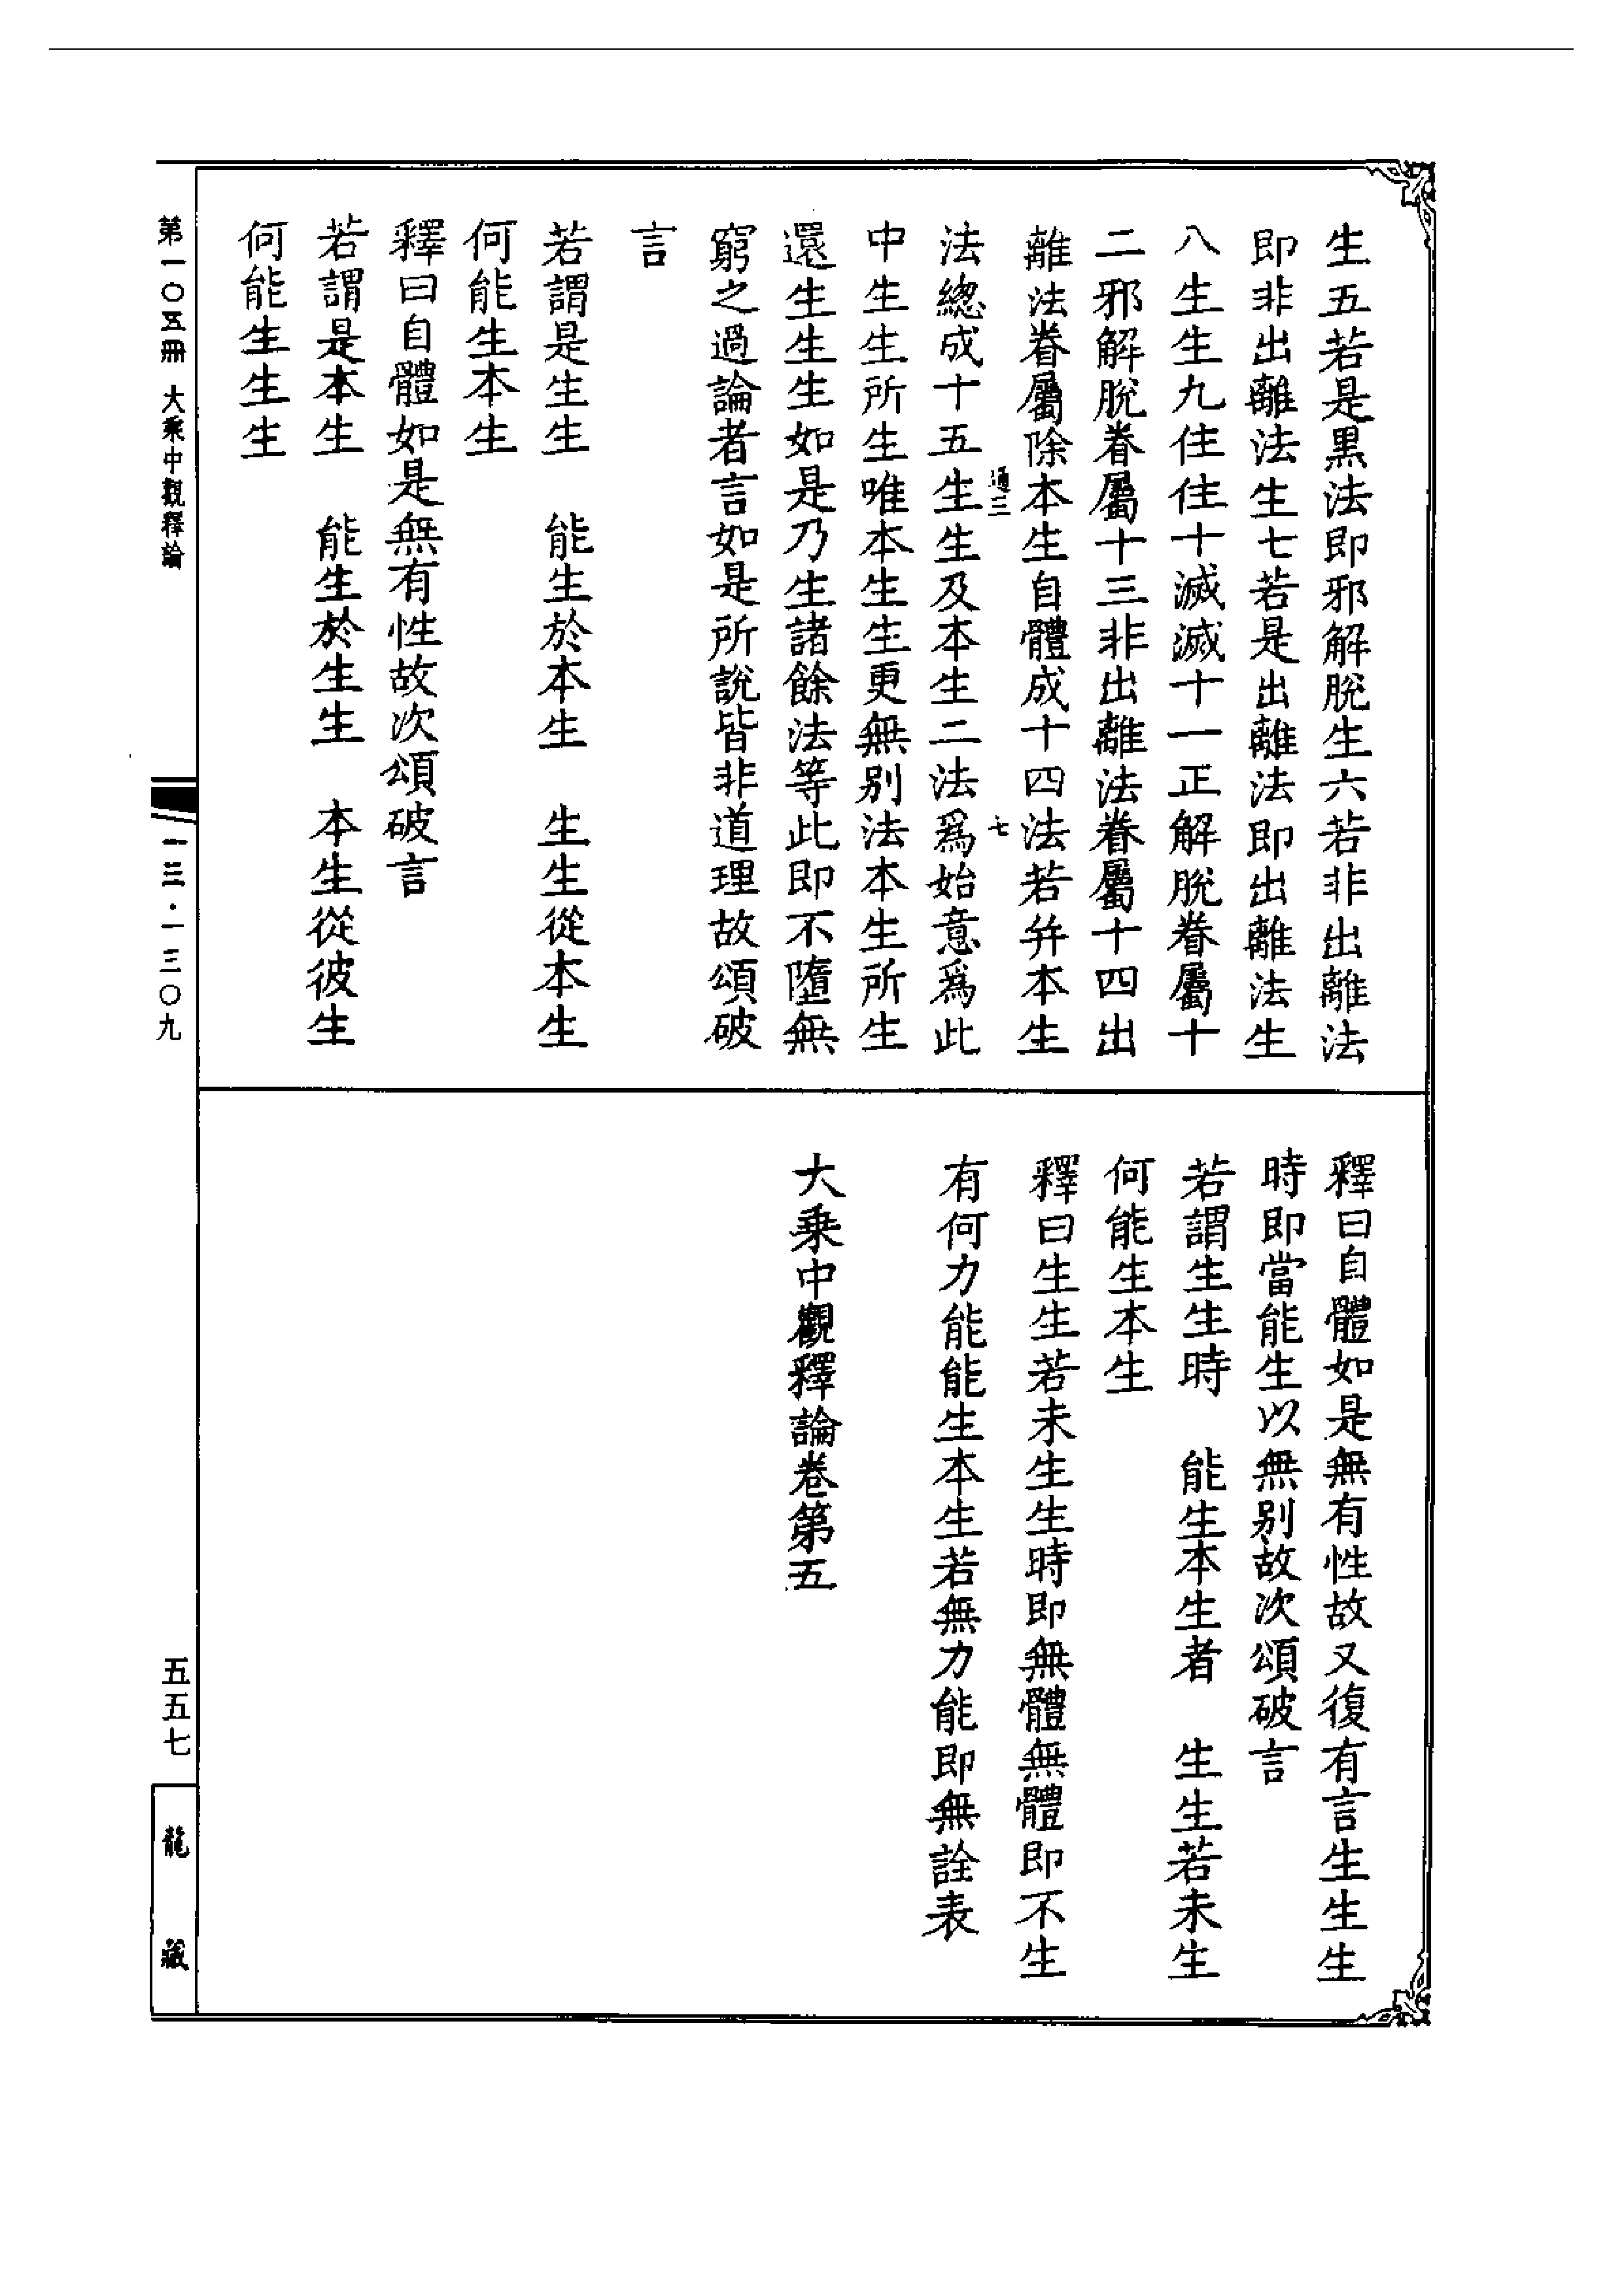 生五若是黑法即邪解脫生六若非出離法
即非出離法生七若是出離法即出離法生
八生生九住住十滅滅十一正解脫眷屬十
二邪解脫眷屬十三非出離法眷屬十四出
離法眷屬除本生自體成十四法若并本生
通三
七
法總成十五生生及本生二法爲始意爲此
中生生所生唯本生生更無别法本生所生
還生生生如是乃生諸餘法等此即不墮無
窮之過論者言如是所說皆非道理故頌破
言
若謂是生生　能生於本生　生生從本生
何能生本生
釋曰自體如是無有性故次頌破言
若謂是本生　能生於生生　本生從彼生
何能生生生
釋曰自體如是無有性故又復有言生生生
時即當能生以無别故次頌破言
若謂生生時　能生本生者　生生若未生
何能生本生
釋曰生生若未生生時即無體無體即不生
有何力能能生本生若無力能即無詮表
大乘中觀釋論卷第五
第一〇五冊　大乘中觀釋論
一三·一三〇九
五五七
龍藏